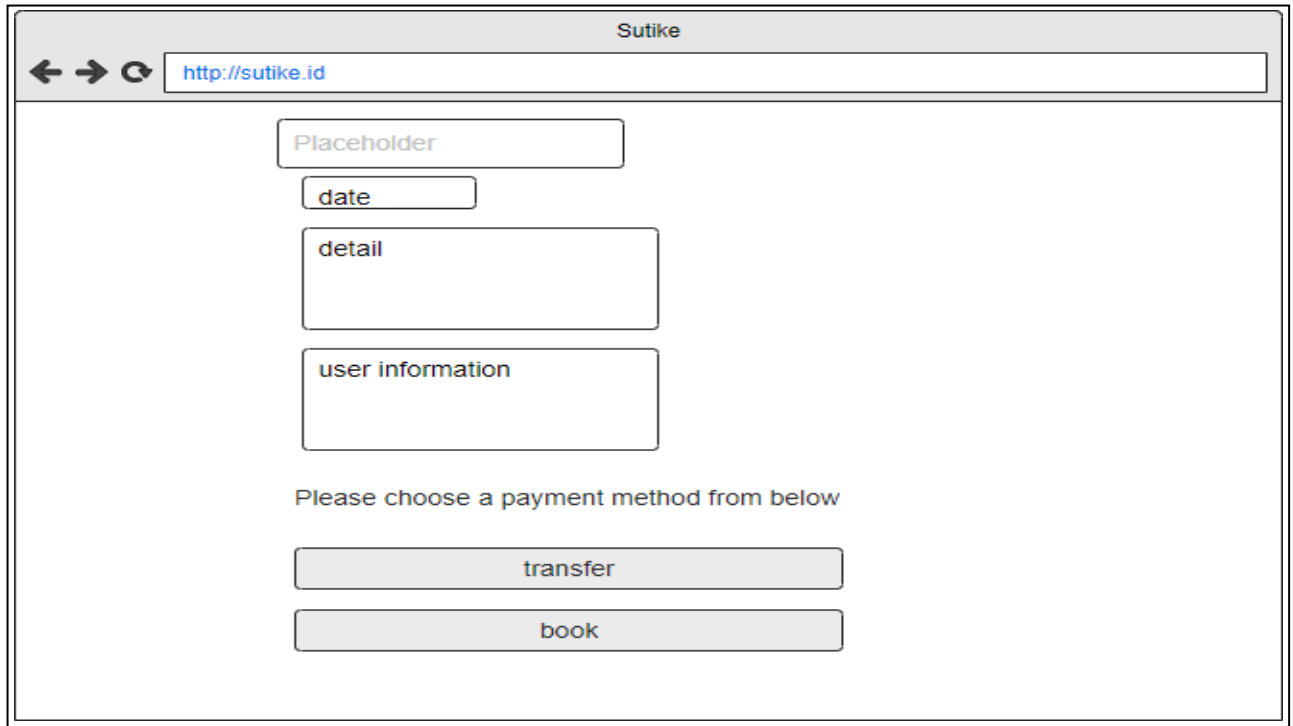 Sutike
http://sutike.id
Placeholder
date
detail
user information
Please choose a payment method from below
transfer
book